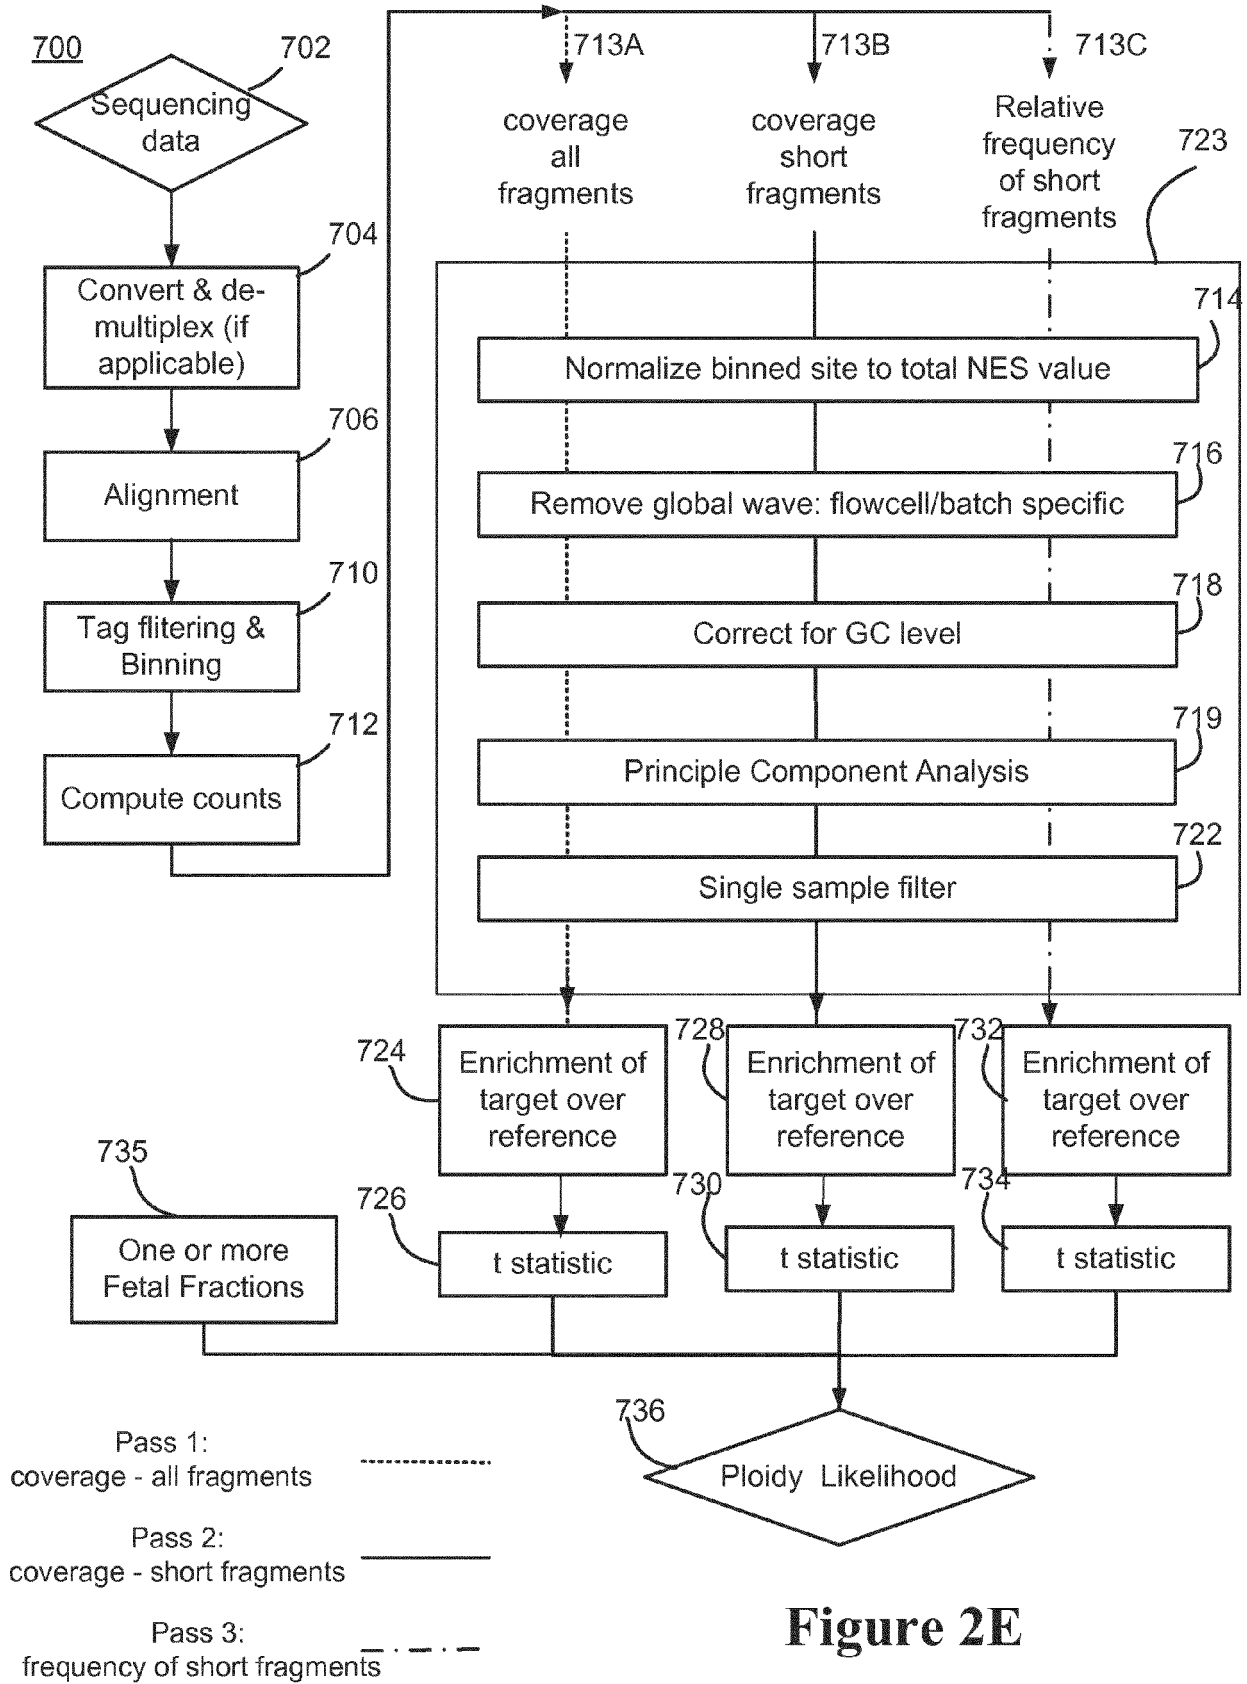 700
702
Sequencing
data
704
Convert & de-
multiplex (if
applicable)
706
Alignment
710
Tag flitering &
Binning
712
Compute counts
713A
713B
713C
coverage
all
fragments
coverage
short
fragments
Relative
frequency
of short
fragments
723
714
Normalize binned site to total NES value
716
Remove global wave: flowcell/batch specific
718
Correct for GC level
719
Principle Component Analysis
722
Single sample filter
724
Enrichment of
target over
reference
728
Enrichment of
target over
reference
732
Enrichment of
target over
reference
726
t statistic
730
t statistic
734
t statistic
735
One or more
Fetal Fractions
736
Ploidy Likelihood
Pass 1:
coverage - all fragments
Pass 2:
coverage - short fragments
Pass 3:
frequency of short fragments
Figure 2E